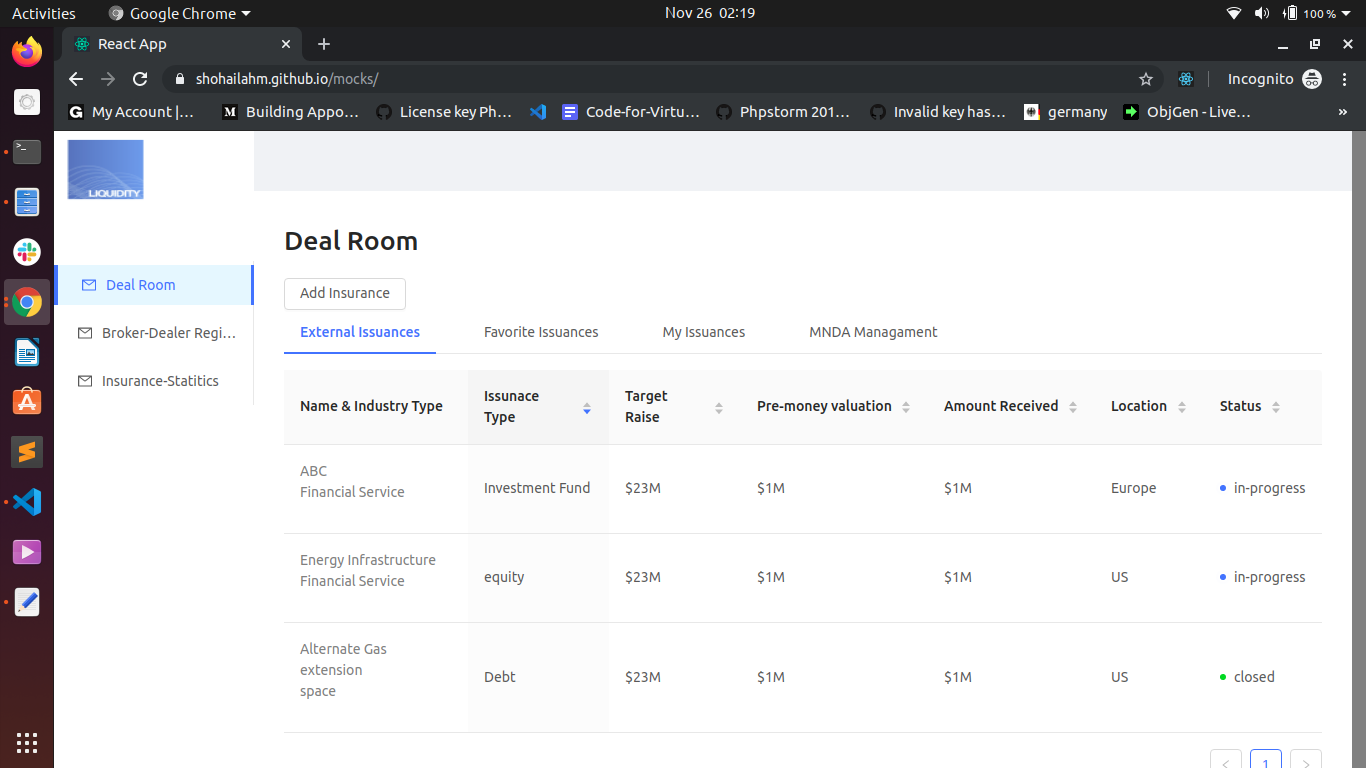 Activities
Google Chrome
Nov 26 02:19
100 %
React App
shohailahm.github.io/mocks/
Incognito
My Account |…
Building Appo…
License key Ph…
Code-for-Virtu…
Phpstorm 201…
Invalid key has…
germany
ObjGen - Live…
»
LIQUIDITY
Deal Room
Deal Room
Broker-Dealer Regi…
Insurance-Statitics
Add Insurance
External Issuances
Favorite Issuances
My Issuances
MNDA Managament
Name & Industry Type
Issunace
Type
Target
Raise
Pre-money valuation
Amount Received
Location
Status
ABC
Financial Service
Investment Fund
$23M
$1M
$1M
Europe
in-progress
Energy Infrastructure
Financial Service
equity
$23M
$1M
$1M
US
in-progress
Alternate Gas
extension
space
Debt
$23M
$1M
$1M
US
closed
1